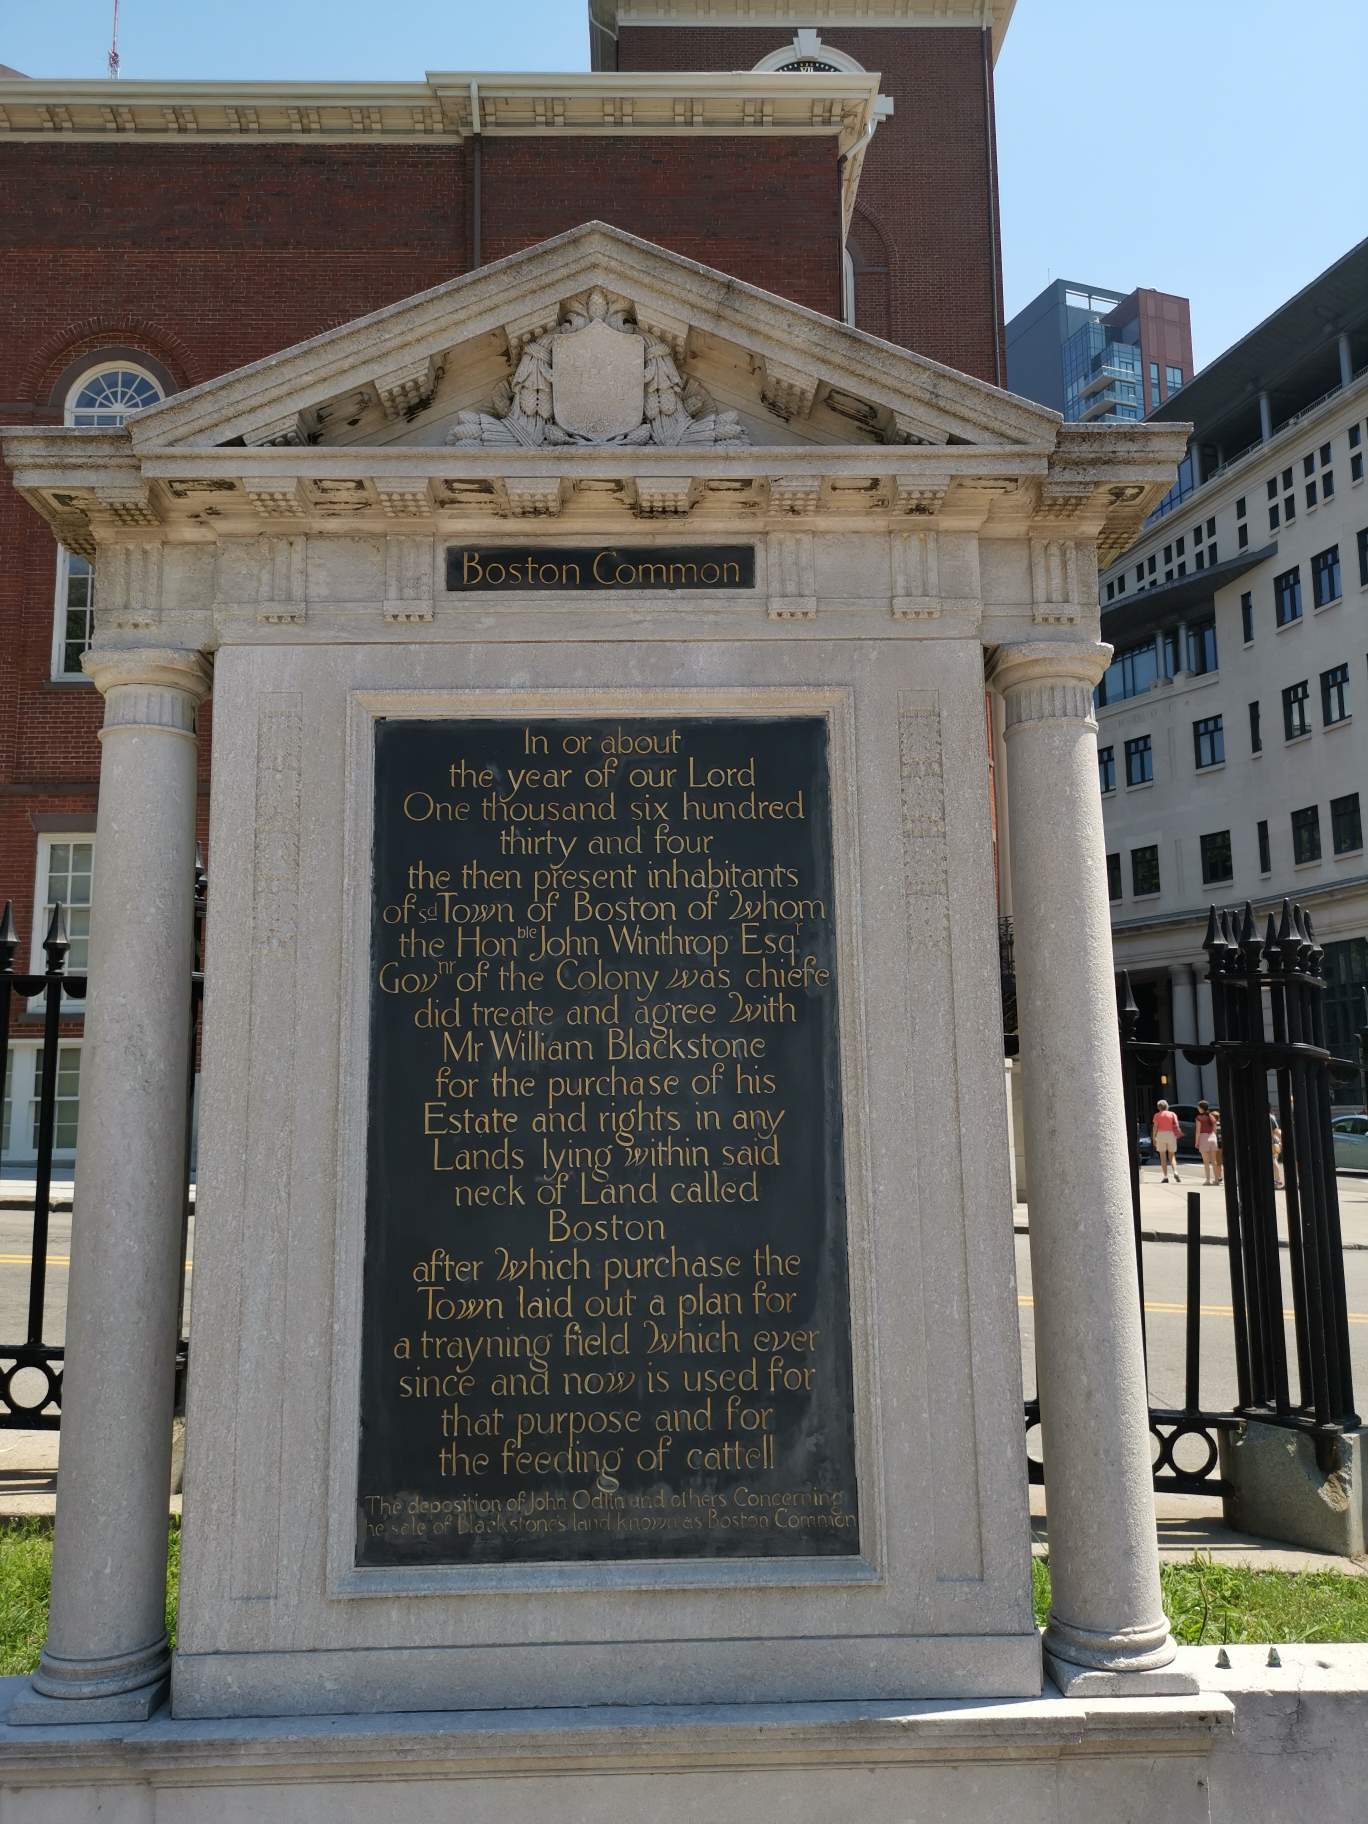 VII
Boston Common
In or about
the year of our Lord
One thousand six hundred
thirty and four
the then present inhabitants
of sd Town of Boston of Whom
the Honble John Winthrop Esqr
Govnr of the Colony was chiefe
did treate and agree With
Mr William Blackstone
for the purchase of his
Estate and rights in any
Lands lying within said
neck of Land called
Boston
after Which purchase the
Town laid out a plan for
a trayning field Which ever
since and now is used for
that purpose and for
the feeding of cattell
The deposition of John Odlin and others Concerning
he sale of Blackstone's land known as Boston Common